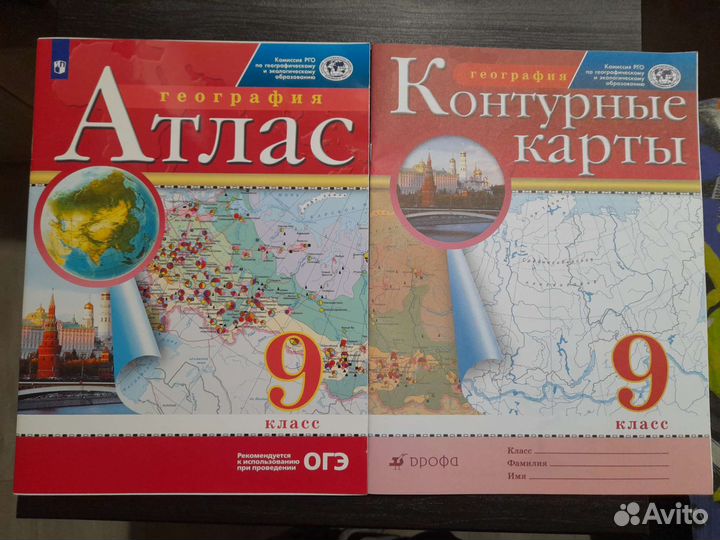 Комиссия РГО
по географическому
и экологическому
образованию
география
Атлас
9
класс
Рекомендуется
к использованию
при проведении
ОГЭ
Комиссия РГО
по географическому
и экологическому
образованию
география
Контурные
карты
9
класс
Класс
Фамилия
Имя
дрофа
Avito